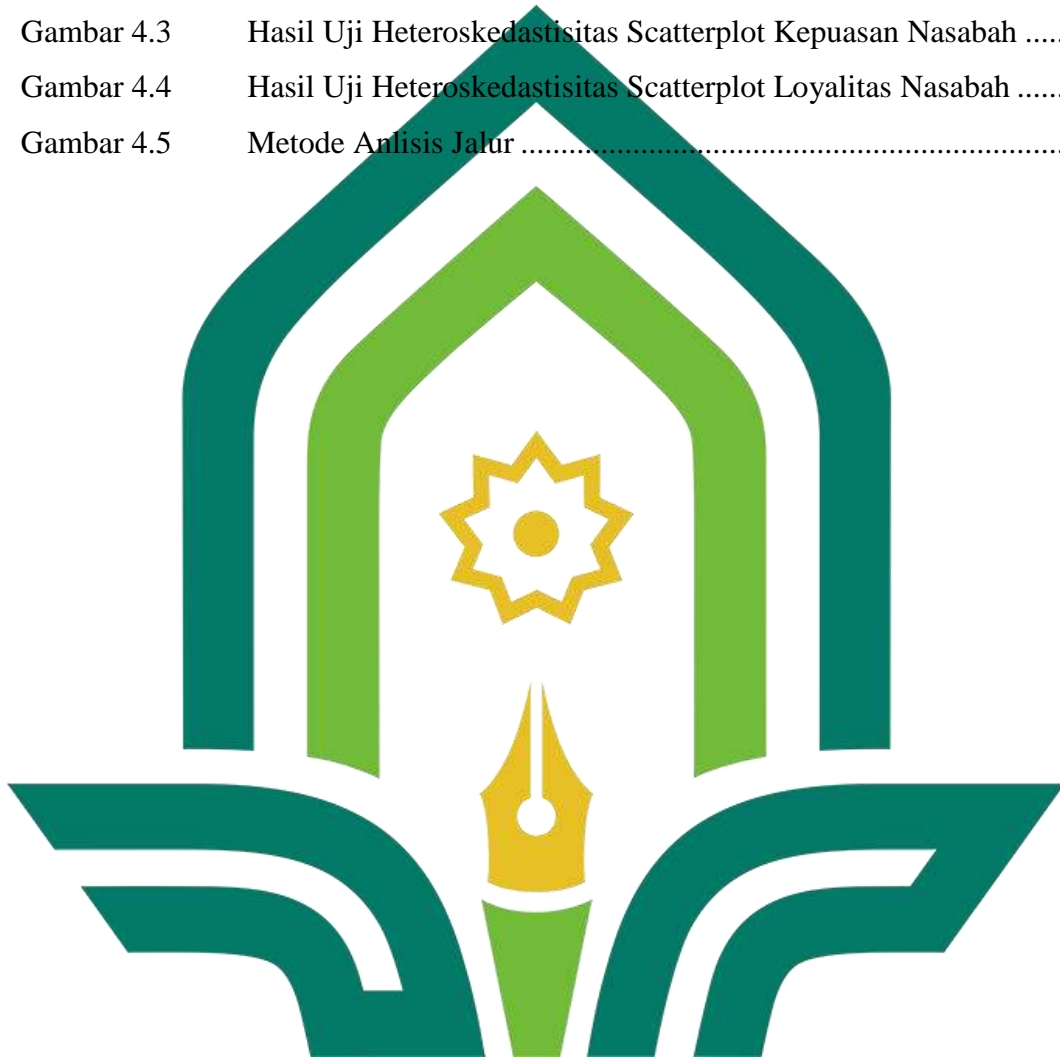 Gambar 4.3 Hasil Uji Heteroskedastisitas Scatterplot Kepuasan Nasabah .....
Gambar 4.4 Hasil Uji Heteroskedastisitas Scatterplot Loyalitas Nasabah ......
Gambar 4.5 Metode Anlisis Jalur ....................................................................